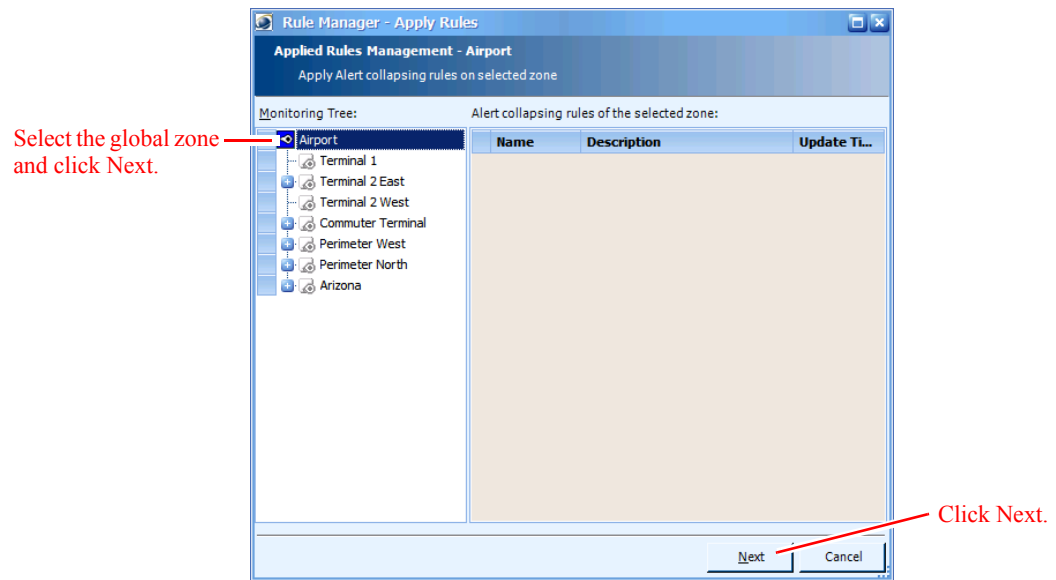 Rule Manager - Apply Rules
Applied Rules Management - Airport
Apply Alert collapsing rules on selected zone
Monitoring Tree:
Alert collapsing rules of the selected zone:
Select the global zone
and click Next.
Airport
Name Description Update Ti...
Terminal 1
Terminal 2 East
Terminal 2 West
Commuter Terminal
Perimeter West
Perimeter North
Arizona
Click Next.
Next
Cancel